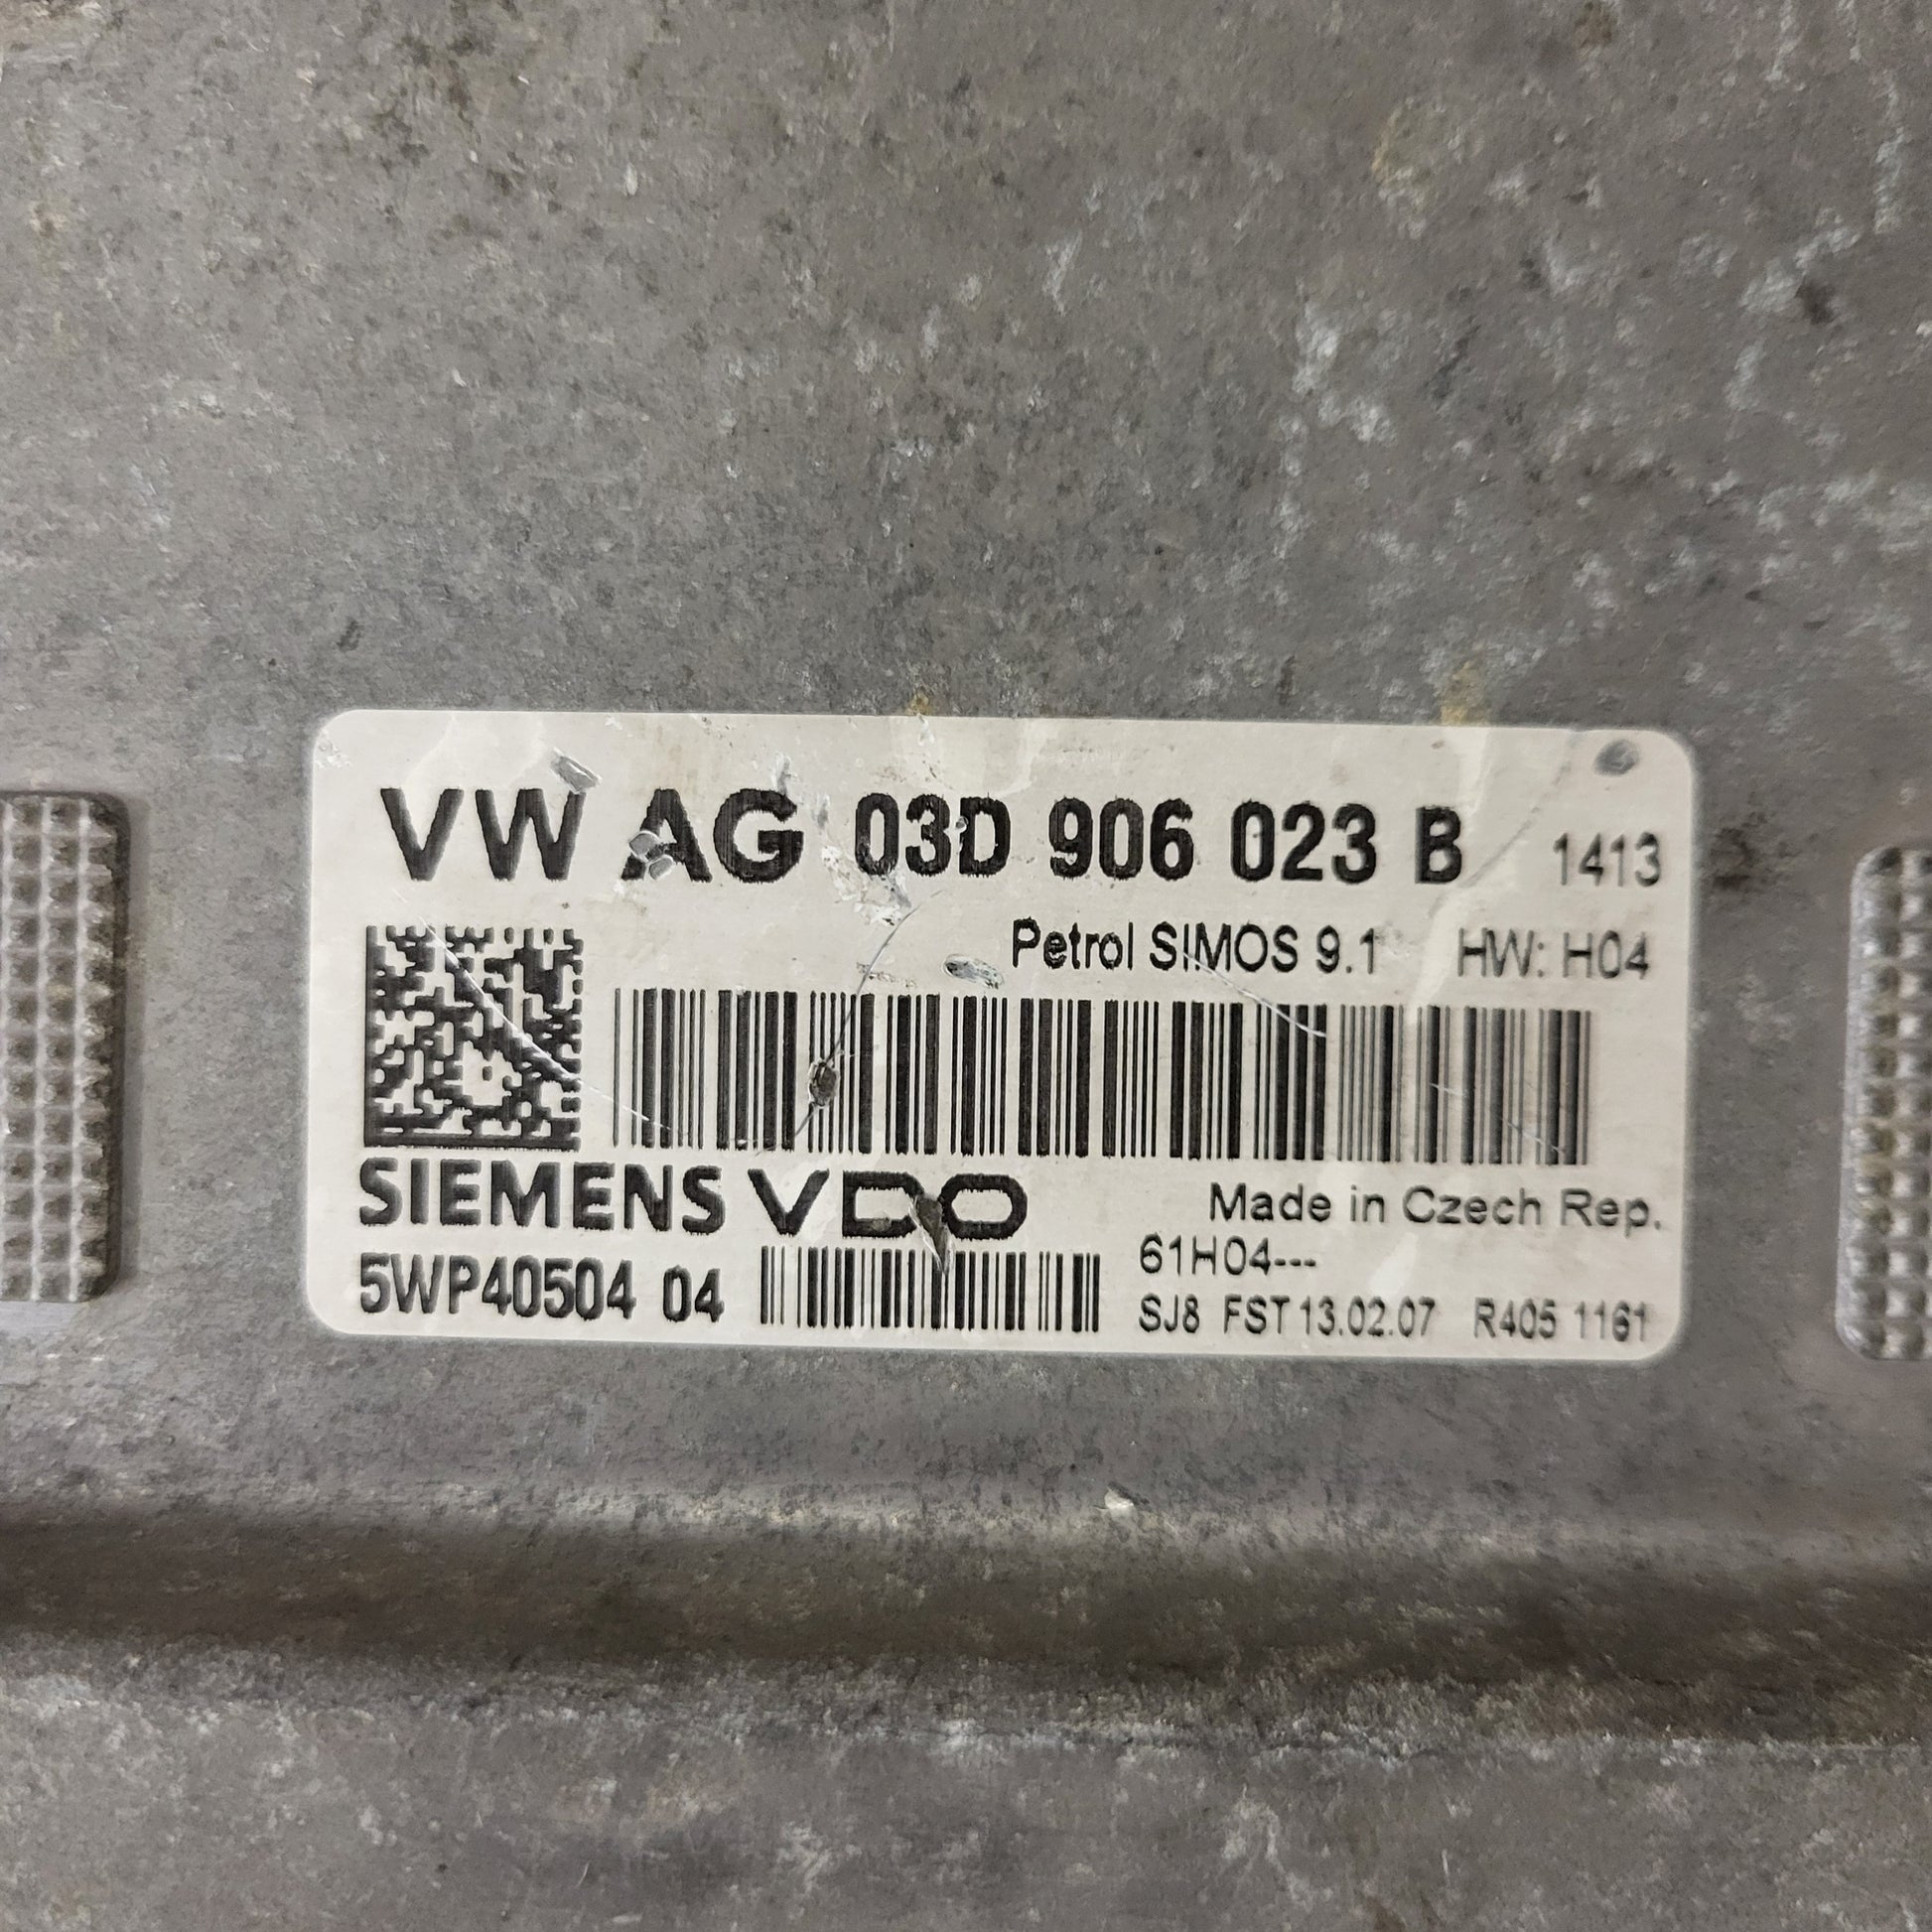 VW AG 03D 906 023 B 1413
Petrol SIMOS 9.1 HW: H04
SIEMENS VDO Made in Czech Rep.
61H04---
5WP40504 04 SJ8 FST 13.02.07 R405 1161